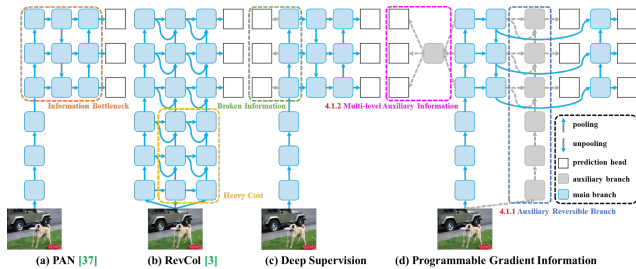 Information Bottleneck
Broken Information
4.1.2 Multi-level Auxiliary Information
Heavy Cost
pooling
unpooling
prediction head
auxiliary branch
main branch
4.1.1 Auxiliary Reversible Branch
(a) PAN [37]
(b) RevCol [3]
(c) Deep Supervision
(d) Programmable Gradient Information